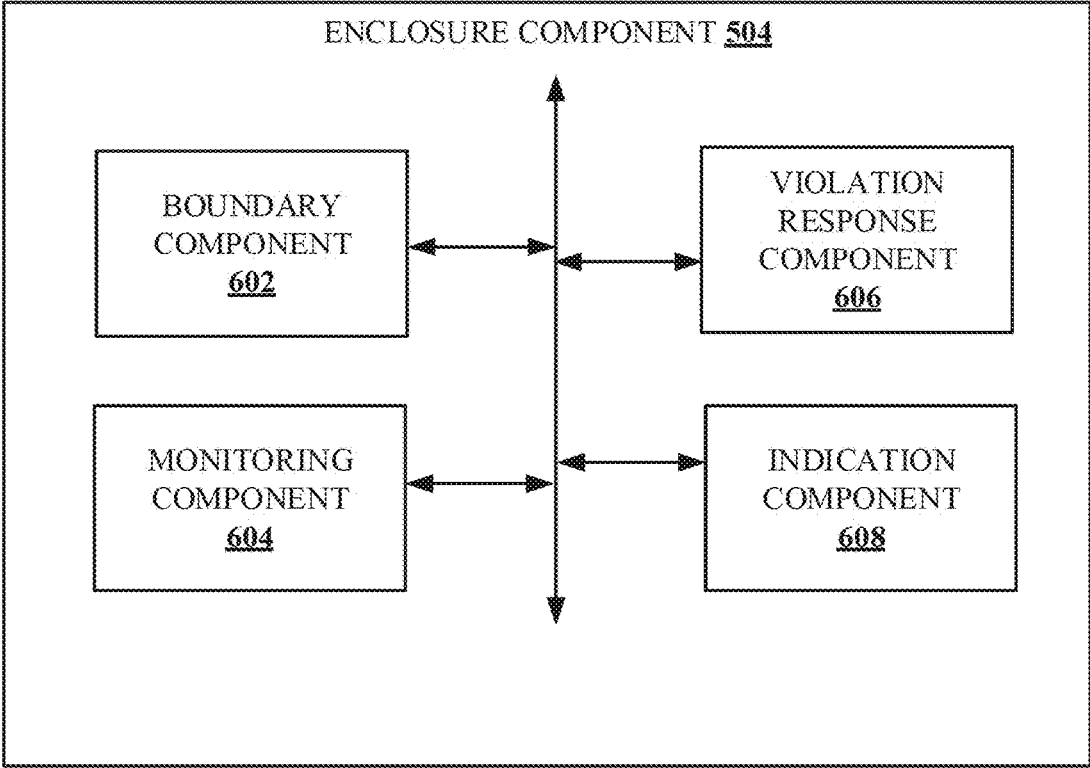 ENCLOSURE COMPONENT 504
BOUNDARY
COMPONENT
602
VIOLATION
RESPONSE
COMPONENT
606
MONITORING
COMPONENT
604
INDICATION
COMPONENT
608